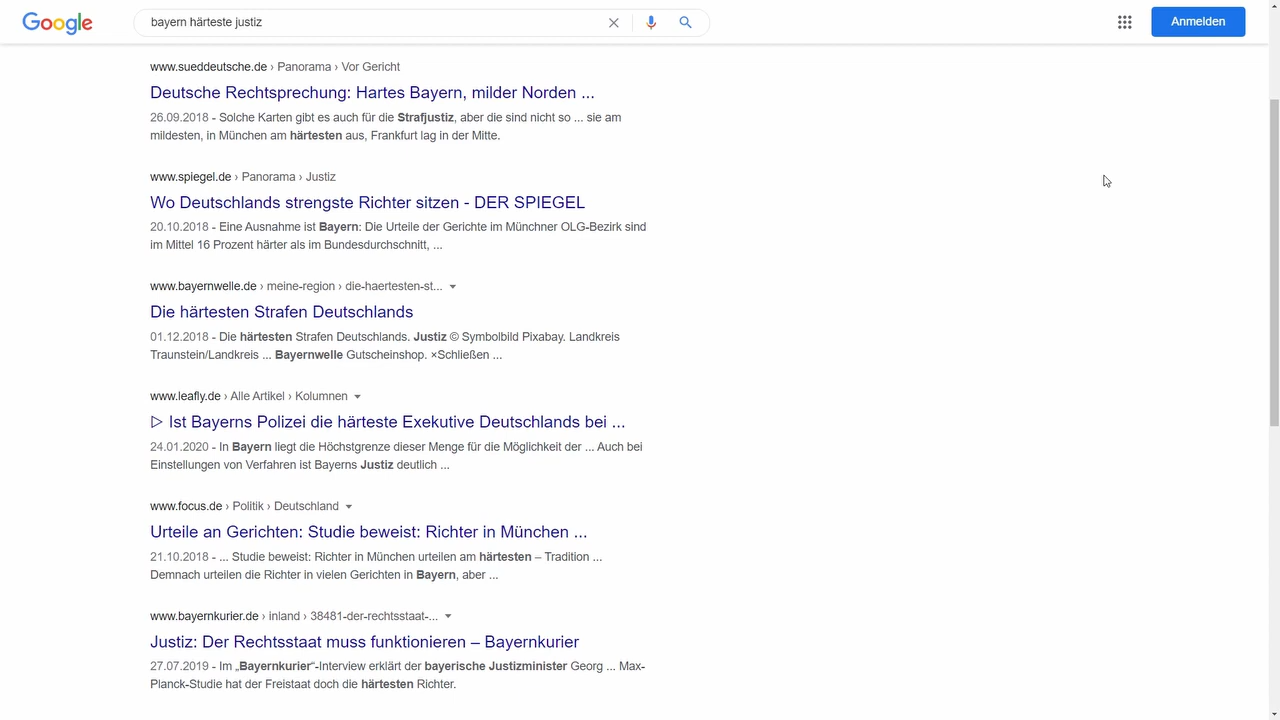 Google
bayern härteste justiz
Anmelden
www.sueddeutsche.de › Panorama › Vor Gericht
Deutsche Rechtsprechung: Hartes Bayern, milder Norden ...
26.09.2018 - Solche Karten gibt es auch für die Strafjustiz, aber die sind nicht so ... sie am
mildesten, in München am härtesten aus, Frankfurt lag in der Mitte.
www.spiegel.de › Panorama › Justiz
Wo Deutschlands strengste Richter sitzen - DER SPIEGEL
20.10.2018 - Eine Ausnahme ist Bayern: Die Urteile der Gerichte im Münchner OLG-Bezirk sind
im Mittel 16 Prozent härter als im Bundesdurchschnitt, ...
www.bayernwelle.de › meine-region › die-haertesten-st...
Die härtesten Strafen Deutschlands
01.12.2018 - Die härtesten Strafen Deutschlands. Justiz © Symbolbild Pixabay. Landkreis
Traunstein/Landkreis ... Bayernwelle Gutscheinshop. ×Schließen ...
www.leafly.de › Alle Artikel › Kolumnen
▷ Ist Bayerns Polizei die härteste Exekutive Deutschlands bei ...
24.01.2020 - In Bayern liegt die Höchstgrenze dieser Menge für die Möglichkeit der ... Auch bei
Einstellungen von Verfahren ist Bayerns Justiz deutlich ...
www.focus.de › Politik › Deutschland
Urteile an Gerichten: Studie beweist: Richter in München ...
21.10.2018 - ... Studie beweist: Richter in München urteilen am härtesten – Tradition ...
Demnach urteilen die Richter in vielen Gerichten in Bayern, aber ...
www.bayernkurier.de › inland › 38481-der-rechtsstaat-...
Justiz: Der Rechtsstaat muss funktionieren – Bayernkurier
27.07.2019 - Im „Bayernkurier“-Interview erklärt der bayerische Justizminister Georg ... Max-
Planck-Studie hat der Freistaat doch die härtesten Richter.